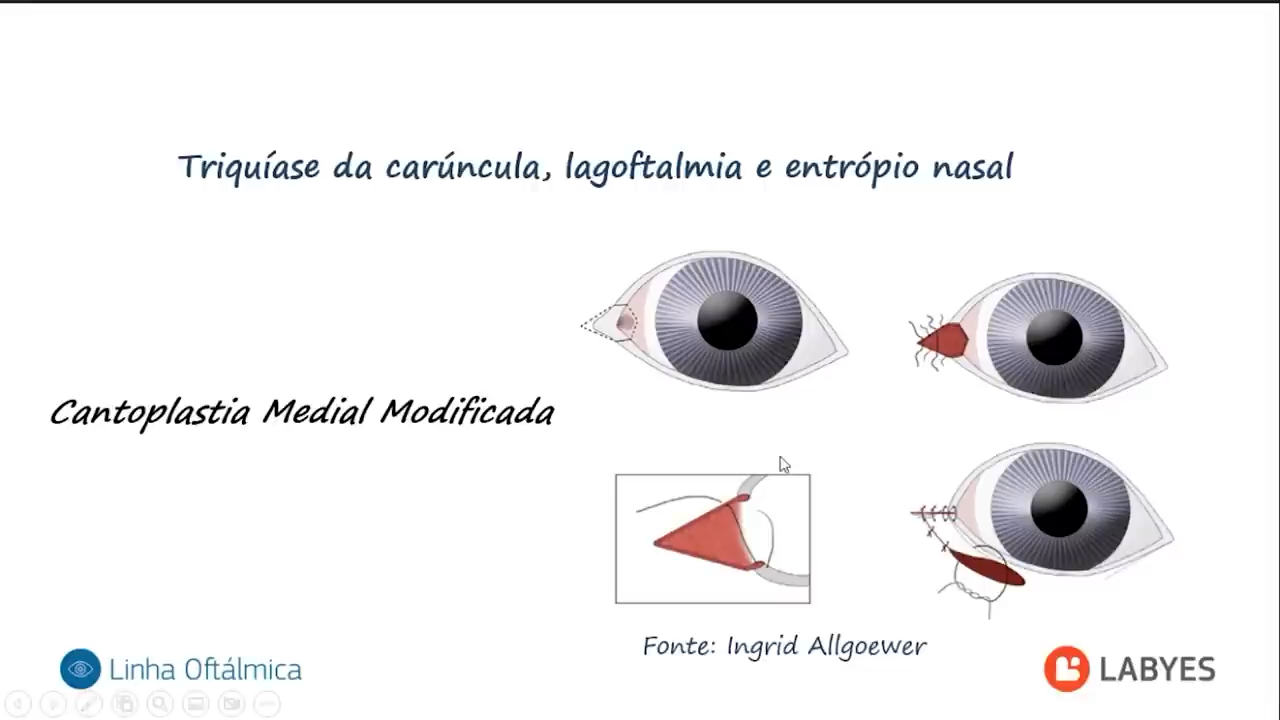 Triquíase da carúncula, lagoftalmia e entrópio nasal
Cantoplastia Medial Modificada
Fonte: Ingrid Allgoewer
Linha Oftálmica
LABYES